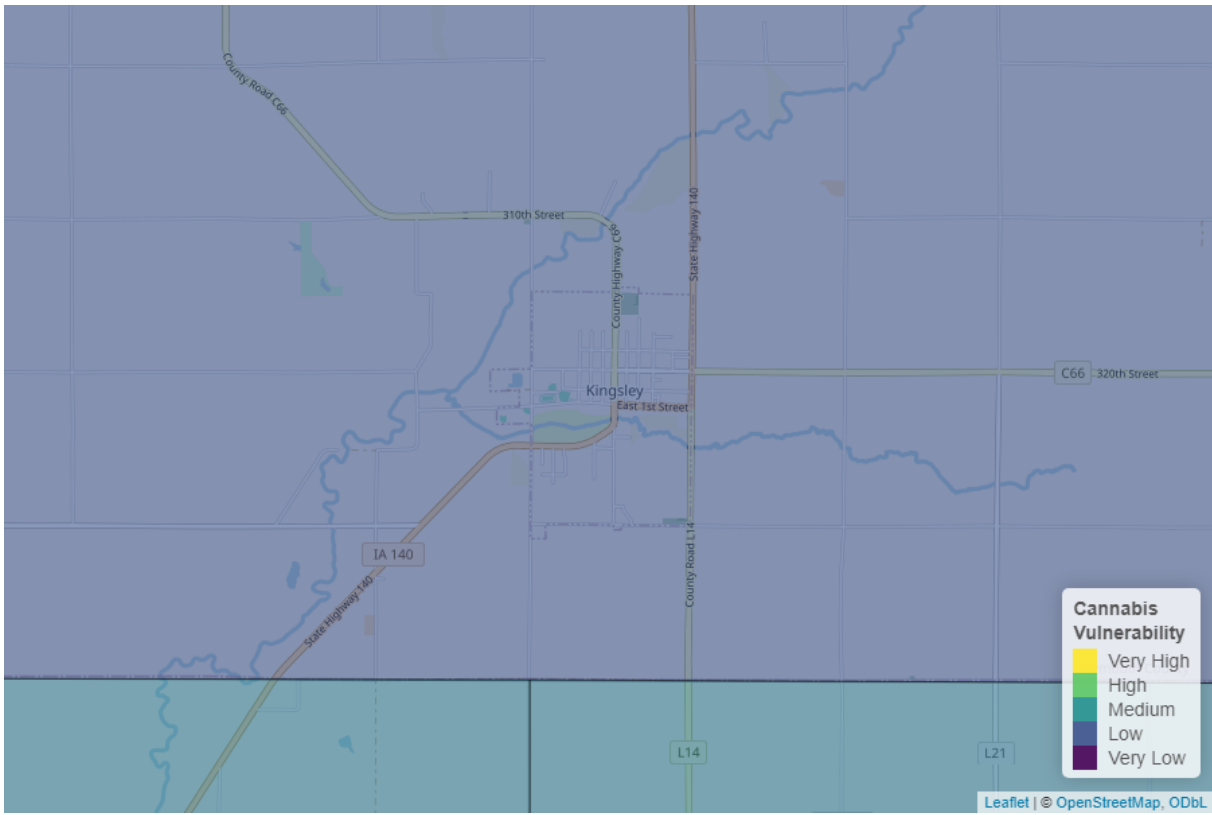 County Road C66
310th Street
State Highway 140
County Highway C66
C66 320th Street
Kingsley
East 1st Street
IA 140
County Road L14
State Highway 140
Cannabis
Vulnerability
Very High
High
Medium
Low
Very Low
L14
L21
Leaflet | © OpenStreetMap, ODbL